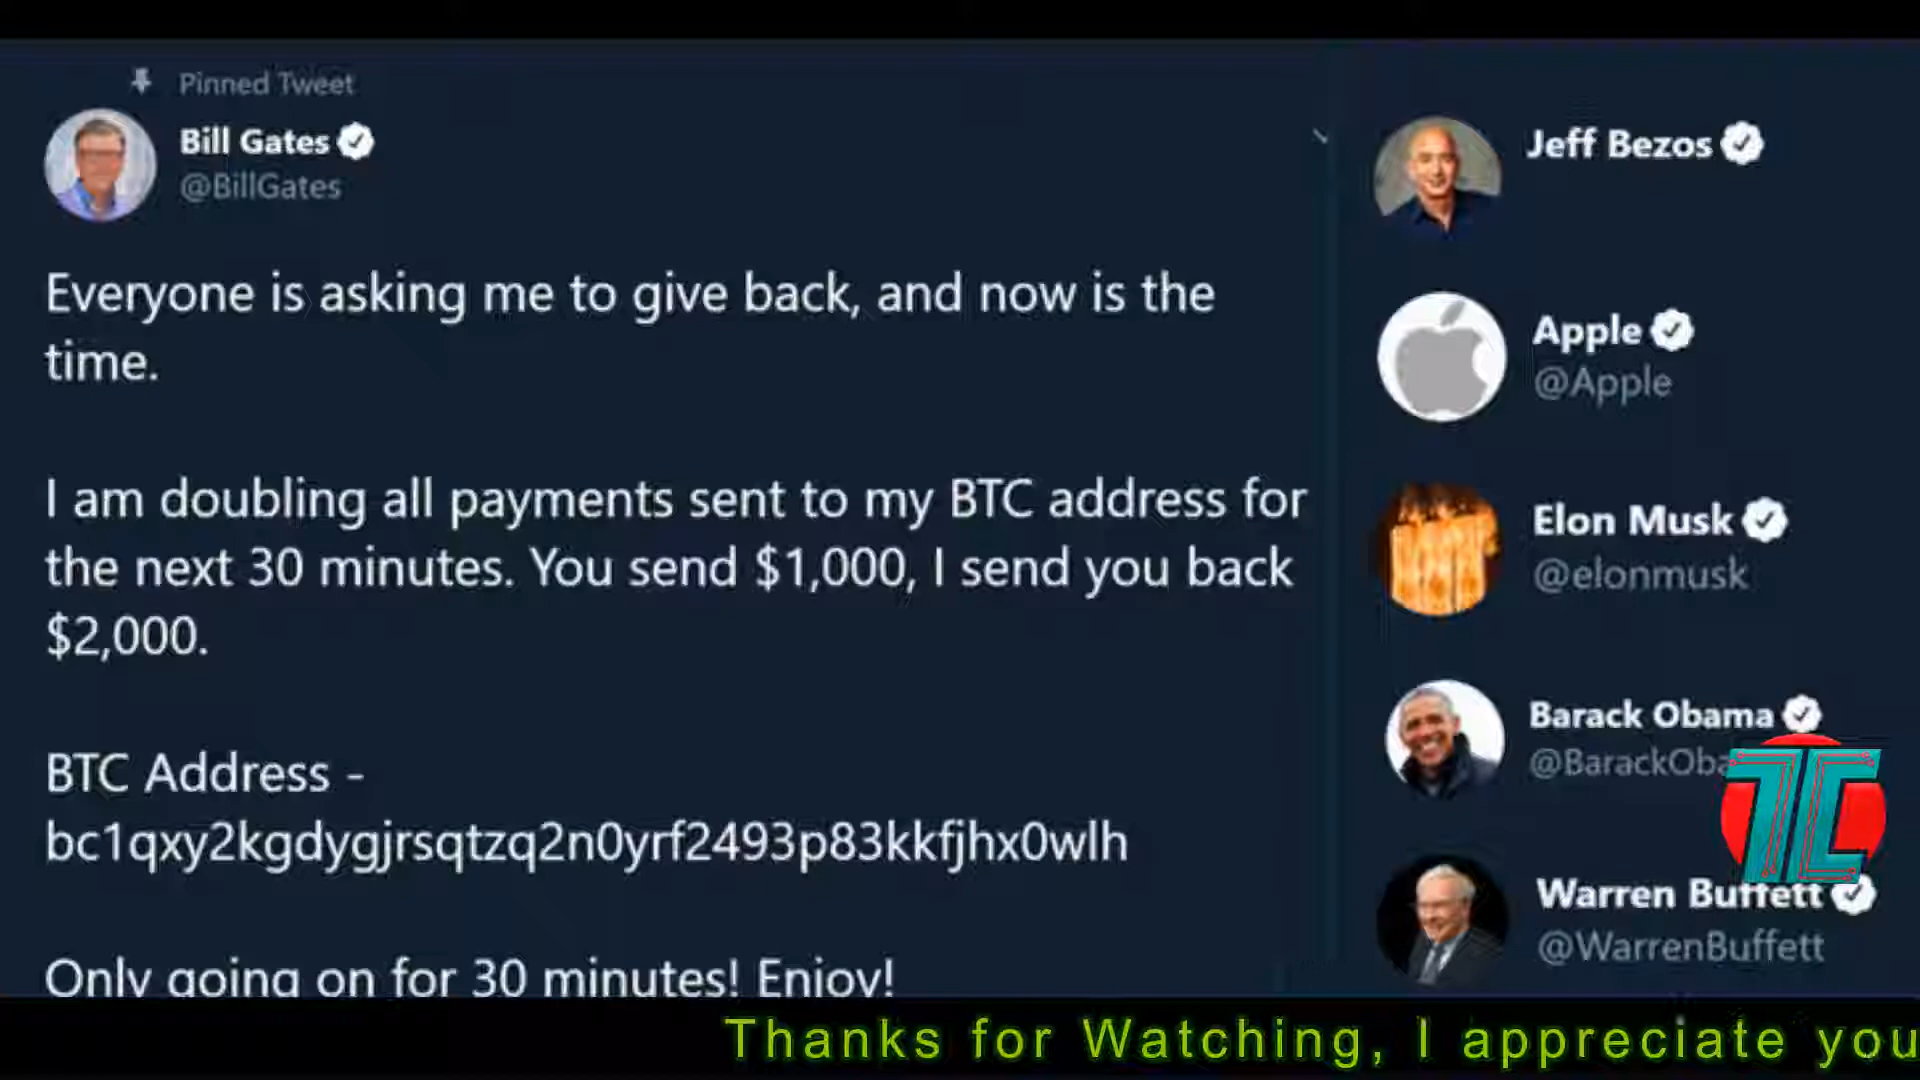 Pinned Tweet
Bill Gates
@BillGates
Everyone is asking me to give back, and now is the
time.
I am doubling all payments sent to my BTC address for
the next 30 minutes. You send $1,000, I send you back
$2,000.
BTC Address -
bc1qxy2kgdygjrsqtzq2n0yrf2493p83kkfjhx0wlh
Only going on for 30 minutes! Enjoy!
Jeff Bezos
Apple
@Apple
Elon Musk
@elonmusk
Barack Obama
@BarackOba
TC
Warren Buffett
@WarrenBuffett
Thanks for Watching, I appreciate you